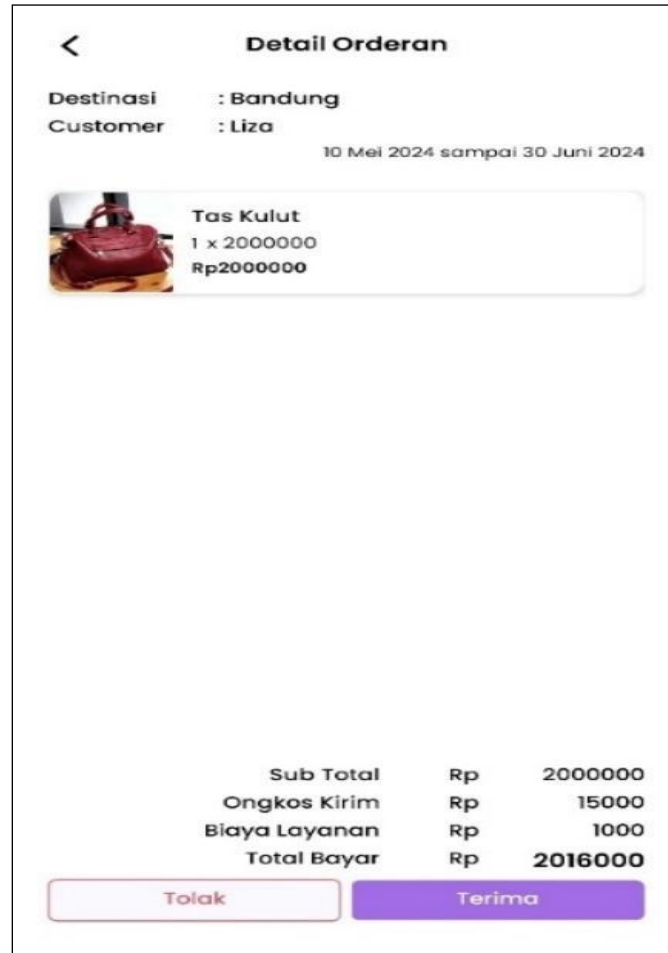 Detail Orderan
Destinasi : Bandung
Customer : Liza
10 Mei 2024 sampai 30 Juni 2024
Tas Kulut
1 x 2000000
Rp2000000
Sub Total Rp 2000000
Ongkos Kirim Rp 15000
Biaya Layanan Rp 1000
Total Bayar Rp 2016000
Tolak Terima